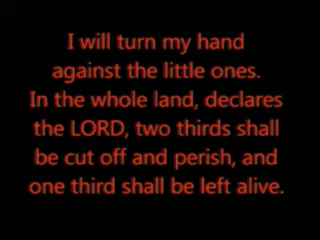 I will turn my hand
against the little ones.
In the whole land, declares
the LORD, two thirds shall
be cut off and perish, and
one third shall be left alive.